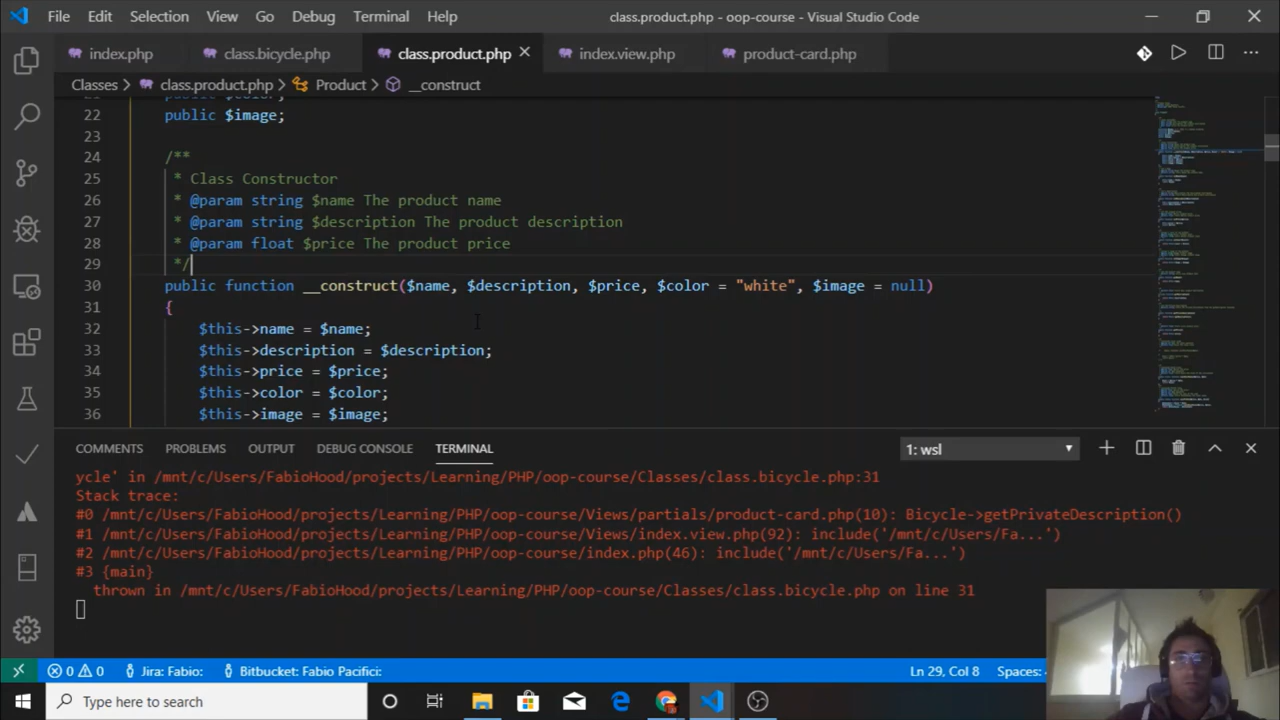 File Edit Selection View Go Debug Terminal Help class.product.php - oop-course - Visual Studio Code
index.php class.bicycle.php class.product.php index.view.php product-card.php
Classes > class.product.php > Product > __construct
22 public $image;
23
24 /**
25 * Class Constructor
26 * @param string $name The product name
27 * @param string $description The product description
28 * @param float $price The product price
29 */
30 public function __construct($name, $description, $price, $color = "white", $image = null)
31 {
32 $this->name = $name;
33 $this->description = $description;
34 $this->price = $price;
35 $this->color = $color;
36 $this->image = $image;
COMMENTS PROBLEMS OUTPUT DEBUG CONSOLE TERMINAL 1: wsl
ycle' in /mnt/c/Users/FabioHood/projects/Learning/PHP/oop-course/Classes/class.bicycle.php:31
Stack trace:
#0 /mnt/c/Users/FabioHood/projects/Learning/PHP/oop-course/Views/partials/product-card.php(10): Bicycle->getPrivateDescription()
#1 /mnt/c/Users/FabioHood/projects/Learning/PHP/oop-course/Views/index.view.php(92): include('/mnt/c/Users/Fa...')
#2 /mnt/c/Users/FabioHood/projects/Learning/PHP/oop-course/index.php(46): include('/mnt/c/Users/Fa...')
#3 {main}
thrown in /mnt/c/Users/FabioHood/projects/Learning/PHP/oop-course/Classes/class.bicycle.php on line 31
0 0 Jira: Fabio: Bitbucket: Fabio Pacifici: Ln 29, Col 8 Spaces:
Type here to search